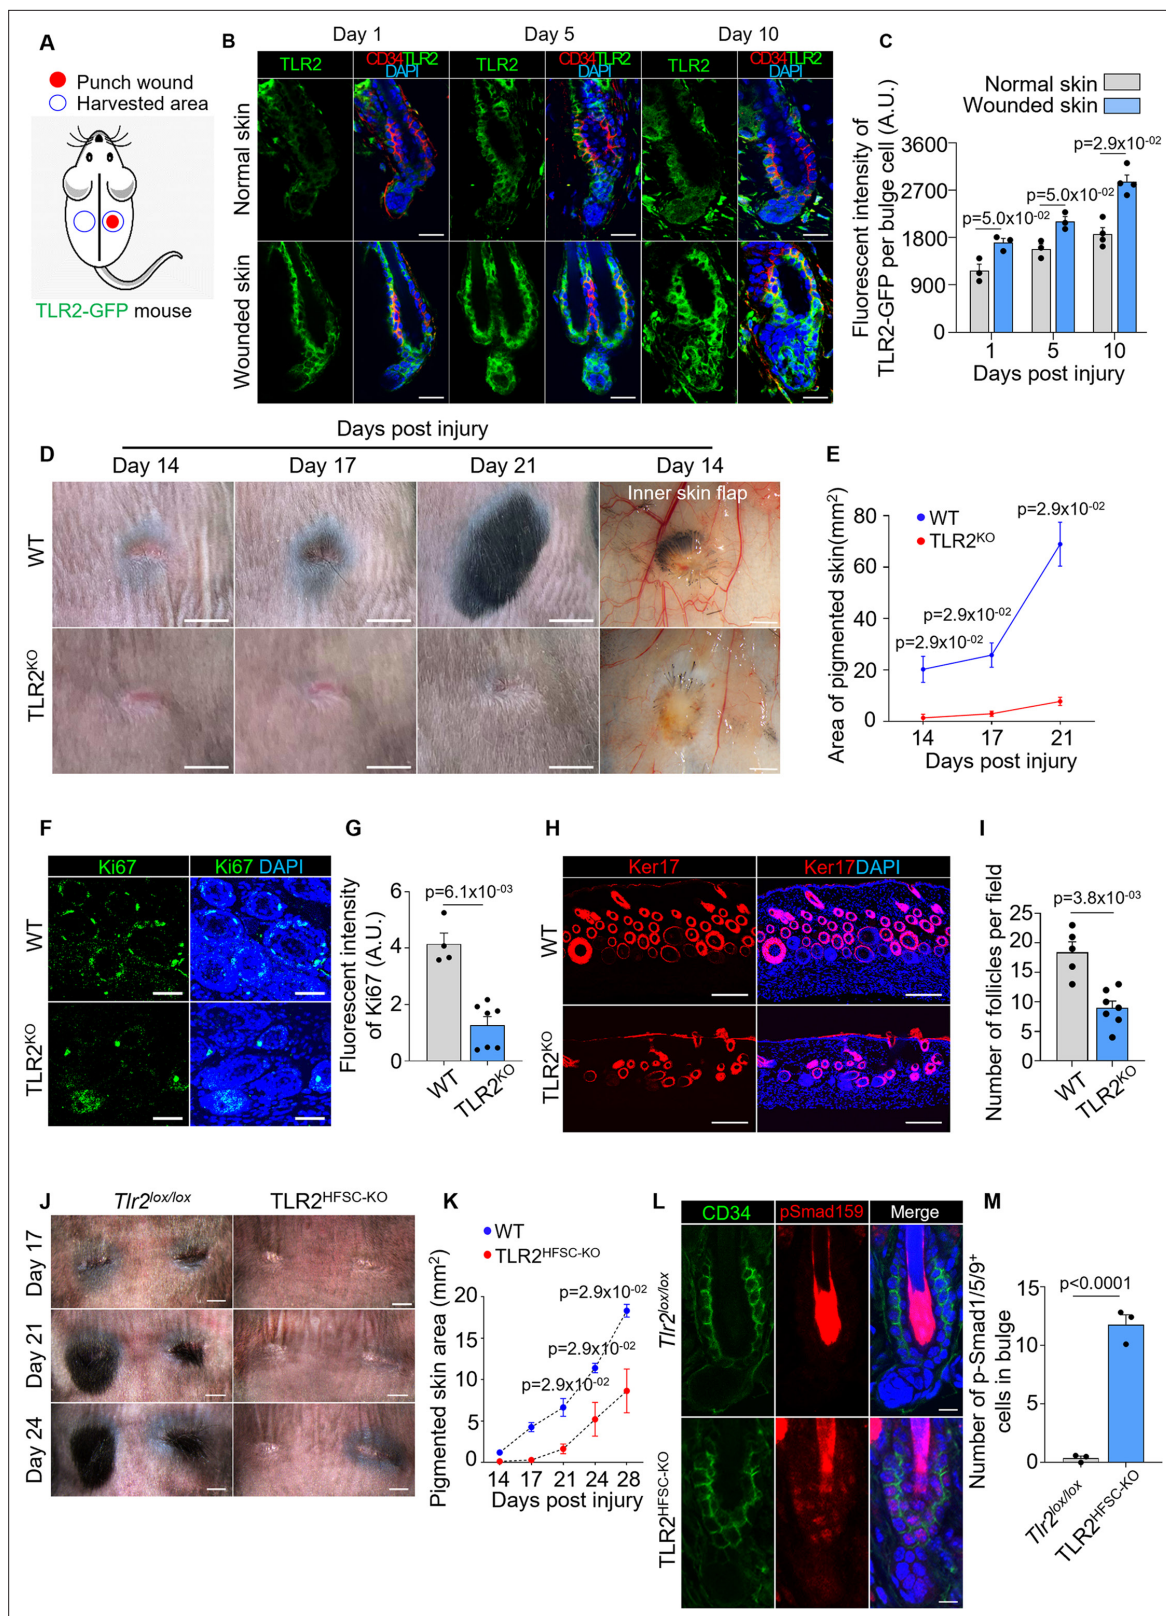 A
Punch wound
Harvested area
TLR2-GFP mouse
B
Day 1 Day 5 Day 10
TLR2 CD34TLR2 DAPI TLR2 CD34TLR2 DAPI TLR2 CD34TLR2 DAPI
Normal skin
Wounded skin
C
Normal skin
Wounded skin
Fluorescent intensity of
TLR2-GFP per bulge cell (A.U.)
3600
2700
1800
900
0
p=5.0x10⁻⁰²
p=5.0x10⁻⁰²
p=2.9x10⁻⁰²
1 5 10
Days post injury
D
Days post injury
Day 14 Day 17 Day 21 Day 14
Inner skin flap
WT
TLR2ᴷᴼ
E
WT
TLR2ᴷᴼ
Area of pigmented skin(mm²)
80
60
40
20
0
p=2.9x10⁻⁰²
p=2.9x10⁻⁰²
p=2.9x10⁻⁰²
14 17 21
Days post injury
F
Ki67 Ki67 DAPI
WT
TLR2ᴷᴼ
G
Fluorescent intensity
of Ki67 (A.U.)
6
4
2
0
p=6.1x10⁻⁰³
WT TLR2ᴷᴼ
H
Ker17 Ker17DAPI
WT
TLR2ᴷᴼ
I
Number of follicles per field
25
20
15
10
5
0
p=3.8x10⁻⁰³
WT TLR2ᴷᴼ
J
Tlr2ˡᵒˣ/ˡᵒˣ TLR2ᴴᶠˢᶜ⁻ᴷᴼ
Day 17
Day 21
Day 24
K
WT
TLR2ᴴᶠˢᶜ⁻ᴷᴼ
Pigmented skin area (mm²)
20
15
10
5
0
p=2.9x10⁻⁰²
p=2.9x10⁻⁰²
p=2.9x10⁻⁰²
14 17 21 24 28
Days post injury
L
CD34 pSmad159 Merge
Tlr2ˡᵒˣ/ˡᵒˣ
TLR2ᴴᶠˢᶜ⁻ᴷᴼ
M
Number of p-Smad1/5/9⁺
cells in bulge
15
10
5
0
p<0.0001
Tlr2ˡᵒˣ/ˡᵒˣ TLR2ᴴᶠˢᶜ⁻ᴷᴼ